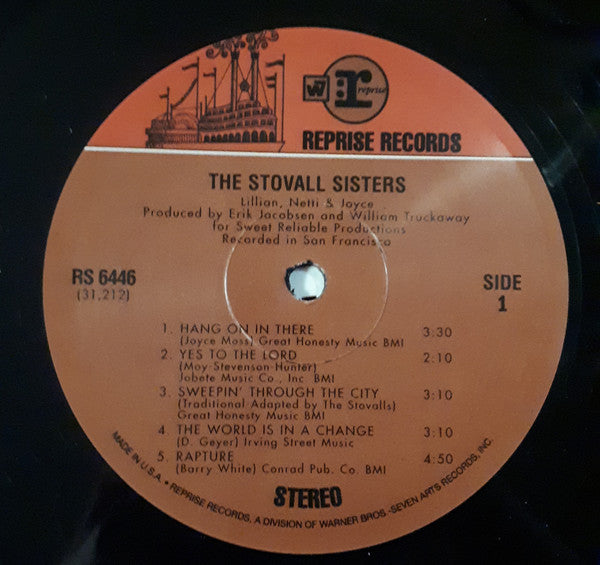 W7
r
reprise
REPRISE RECORDS
THE STOVALL SISTERS
Lillian, Netti & Joyce
Produced by Erik Jacobsen and William Truckaway
for Sweet Reliable Productions
Recorded in San Francisco
RS 6446
(31,212)
SIDE
1
1. HANG ON IN THERE 3:30
(Joyce Moss) Great Honesty Music BMI
2. YES TO THE LORD 2:10
(Moy-Stevenson-Hunter)
Jobete Music Co., Inc. BMI
3. SWEEPIN' THROUGH THE CITY 3:10
(Traditional Adapted by The Stovalls)
Great Honesty Music BMI
4. THE WORLD IS IN A CHANGE 3:10
(D. Geyer) Irving Street Music
5. RAPTURE 4:50
(Barry White) Conrad Pub. Co. BMI
STEREO
MADE IN U.S.A. • REPRISE RECORDS, A DIVISION OF WARNER BROS.-SEVEN ARTS RECORDS, INC.